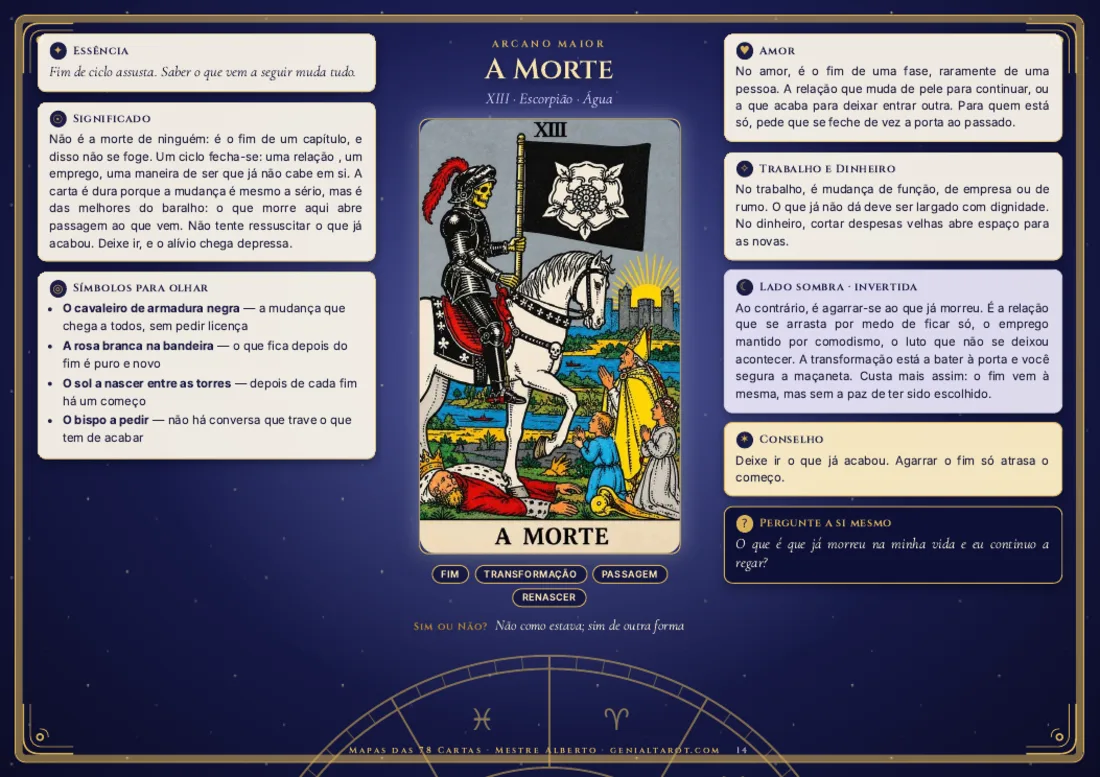 ESSÊNCIA
Fim de ciclo assusta. Saber o que vem a seguir muda tudo.
SIGNIFICADO
Não é a morte de ninguém: é o fim de um capítulo, e
disso não se foge. Um ciclo fecha-se: uma relação , um
emprego, uma maneira de ser que já não cabe em si. A
carta é dura porque a mudança é mesmo a sério, mas é
das melhores do baralho: o que morre aqui abre
passagem ao que vem. Não tente ressuscitar o que já
acabou. Deixe ir, e o alívio chega depressa.
SÍMBOLOS PARA OLHAR
• O cavaleiro de armadura negra — a mudança que
chega a todos, sem pedir licença
• A rosa branca na bandeira — o que fica depois do
fim é puro e novo
• O sol a nascer entre as torres — depois de cada fim
há um começo
• O bispo a pedir — não há conversa que trave o que
tem de acabar
ARCANO MAIOR
A MORTE
XIII · Escorpião · Água
XIII
A MORTE
FIM
TRANSFORMAÇÃO
PASSAGEM
RENASCER
SIM OU NÃO? Não como estava; sim de outra forma
AMOR
No amor, é o fim de uma fase, raramente de uma
pessoa. A relação que muda de pele para continuar, ou
a que acaba para deixar entrar outra. Para quem está
só, pede que se feche de vez a porta ao passado.
TRABALHO E DINHEIRO
No trabalho, é mudança de função, de empresa ou de
rumo. O que já não dá deve ser largado com dignidade.
No dinheiro, cortar despesas velhas abre espaço para
as novas.
LADO SOMBRA · INVERTIDA
Ao contrário, é agarrar-se ao que já morreu. É a relação
que se arrasta por medo de ficar só, o emprego
mantido por comodismo, o luto que não se deixou
acontecer. A transformação está a bater à porta e você
segura a maçaneta. Custa mais assim: o fim vem à
mesma, mas sem a paz de ter sido escolhido.
CONSELHO
Deixe ir o que já acabou. Agarrar o fim só atrasa o
começo.
? PERGUNTE A SI MESMO
O que é que já morreu na minha vida e eu continuo a
regar?
MAPAS DAS 78 CARTAS · MESTRE ALBERTO · GENIALTAROT.COM 14